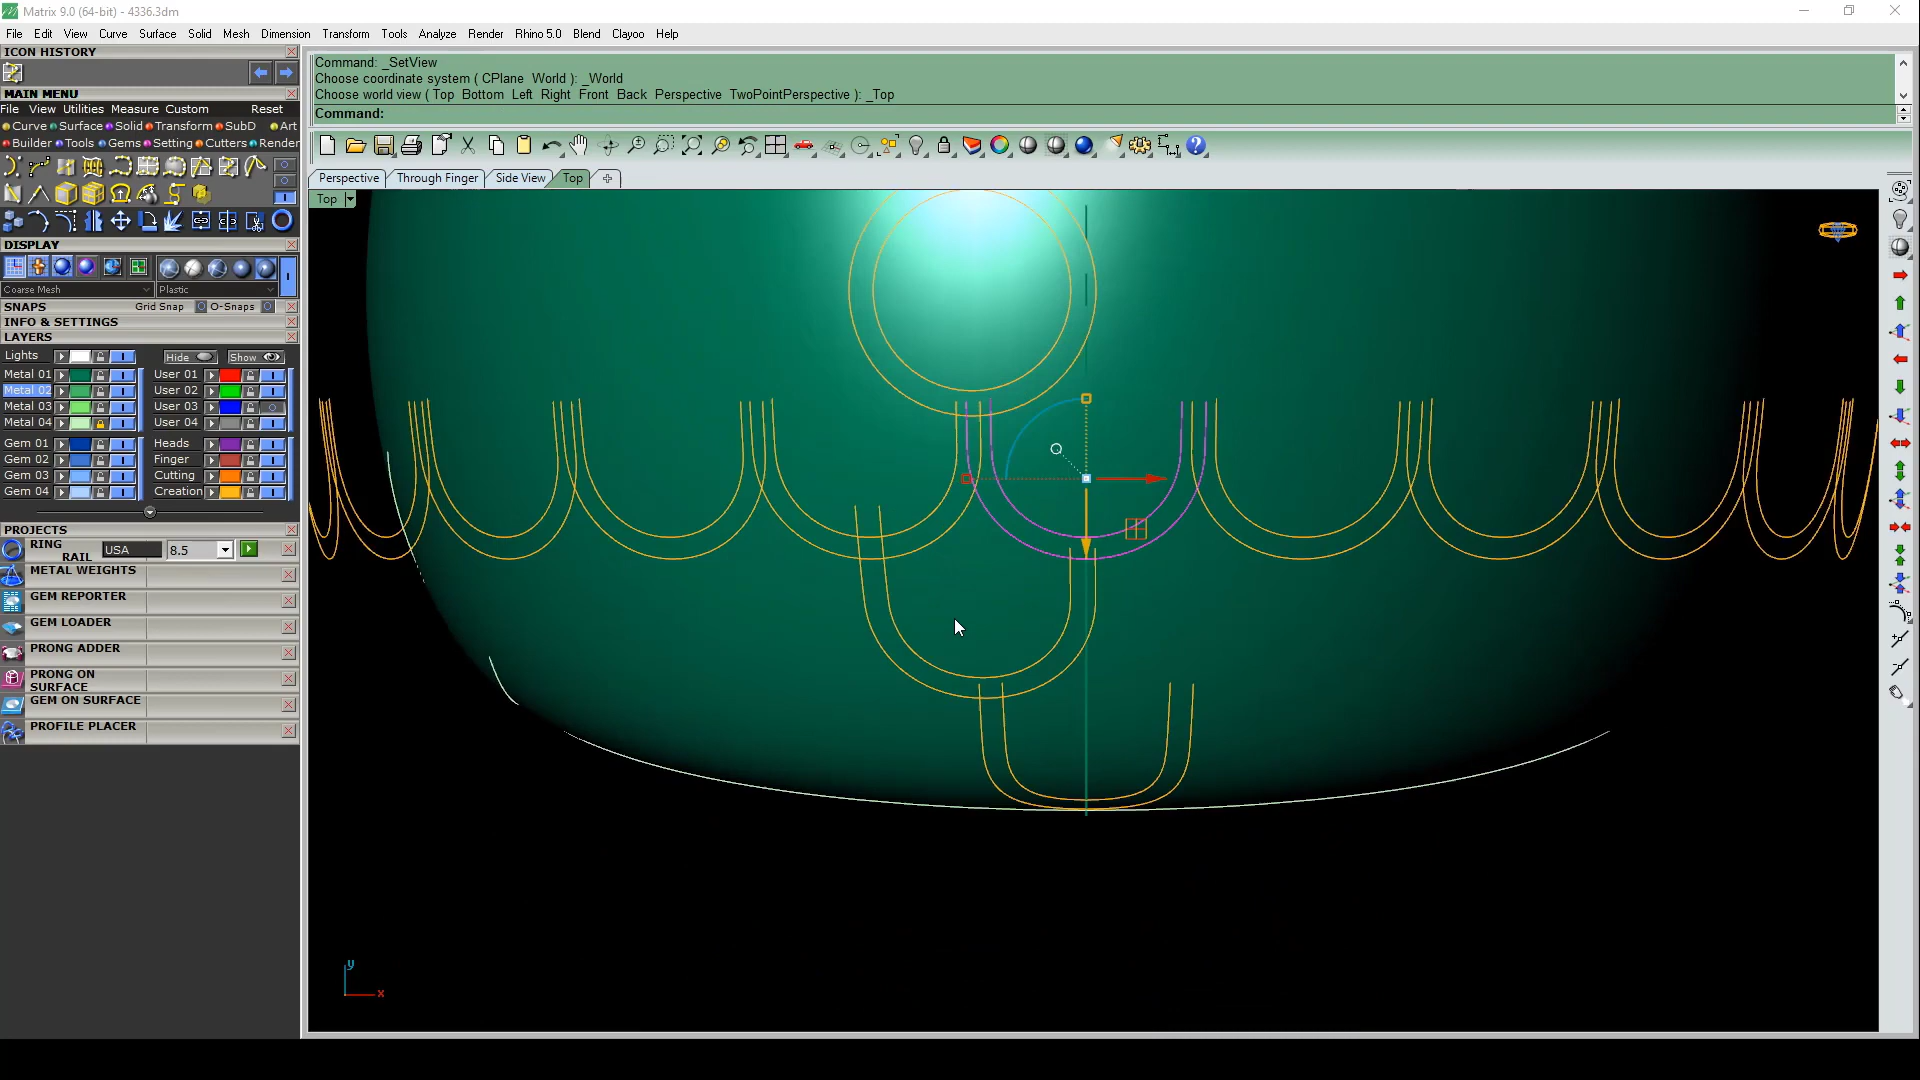 Matrix 9.0 (64-bit) - 4336.3dm
File Edit View Curve Surface Solid Mesh Dimension Transform Tools Analyze Render Rhino 5.0 Blend Clayoo Help
ICON HISTORY
MAIN MENU
File View Utilities Measure Custom Reset
Curve Surface Solid Transform SubD Art
Builder Tools Gems Setting Cutters Render
DISPLAY
Coarse Mesh Plastic
SNAPS Grid Snap O-Snaps
INFO & SETTINGS
LAYERS
Lights Hide Show
Metal 01 User 01
Metal 02 User 02
Metal 03 User 03
Metal 04 User 04
Gem 01 Heads
Gem 02 Finger
Gem 03 Cutting
Gem 04 Creation
PROJECTS
RING RAIL USA 8.5
METAL WEIGHTS
GEM REPORTER
GEM LOADER
PRONG ADDER
PRONG ON SURFACE
GEM ON SURFACE
PROFILE PLACER
Command: _SetView
Choose coordinate system ( CPlane World ): _World
Choose world view ( Top Bottom Left Right Front Back Perspective TwoPointPerspective ): _Top
Command:
Perspective Through Finger Side View Top
Top
y
x